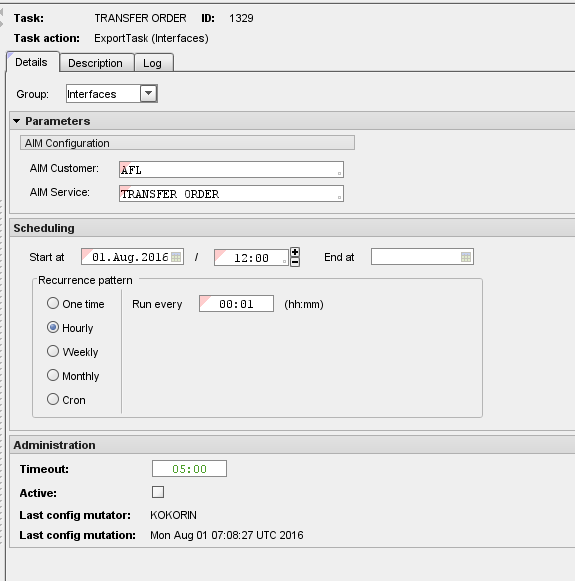 Task: TRANSFER ORDER ID: 1329
Task action: ExportTask (Interfaces)
Details Description Log
Group: Interfaces
Parameters
AIM Configuration
AIM Customer: AFL
AIM Service: TRANSFER ORDER
Scheduling
Start at 01.Aug.2016 / 12:00 End at
Recurrence pattern
One time Run every 00:01 (hh:mm)
Hourly
Weekly
Monthly
Cron
Administration
Timeout: 05:00
Active:
Last config mutator: KOKORIN
Last config mutation: Mon Aug 01 07:08:27 UTC 2016